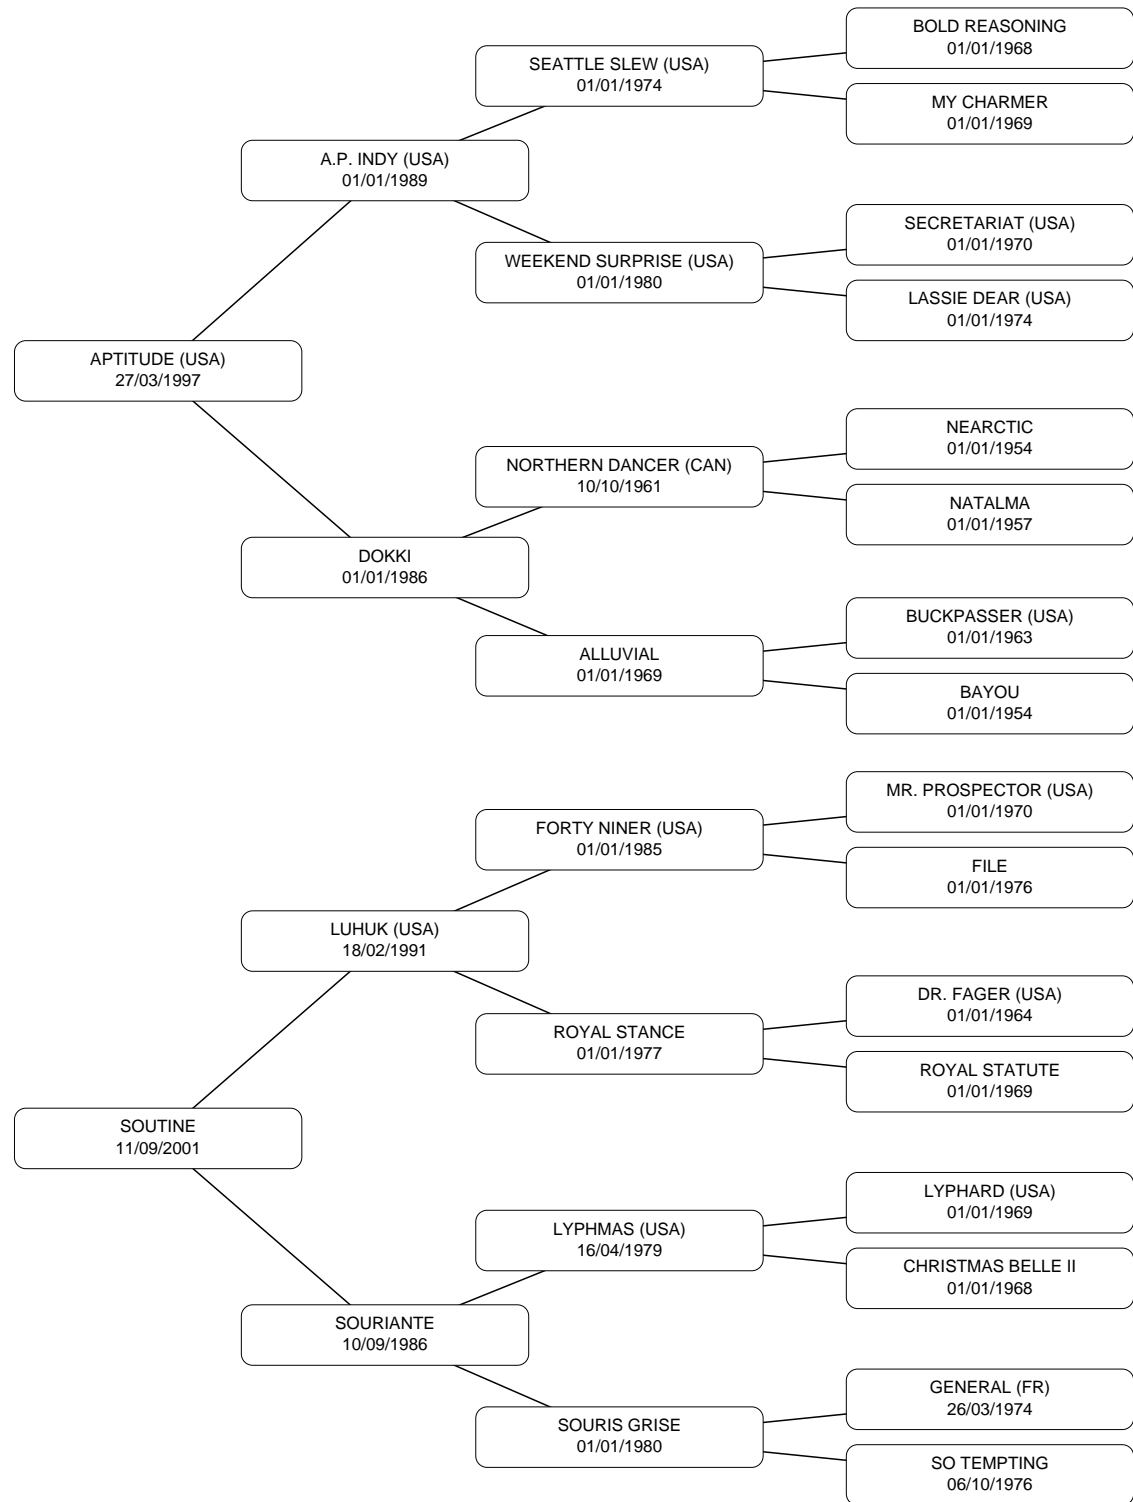 BOLD REASONING
01/01/1968
SEATTLE SLEW (USA)
01/01/1974
MY CHARMER
01/01/1969
A.P. INDY (USA)
01/01/1989
SECRETARIAT (USA)
01/01/1970
WEEKEND SURPRISE (USA)
01/01/1980
LASSIE DEAR (USA)
01/01/1974
APTITUDE (USA)
27/03/1997
NEARCTIC
01/01/1954
NORTHERN DANCER (CAN)
10/10/1961
NATALMA
01/01/1957
DOKKI
01/01/1986
BUCKPASSER (USA)
01/01/1963
ALLUVIAL
01/01/1969
BAYOU
01/01/1954
MR. PROSPECTOR (USA)
01/01/1970
FORTY NINER (USA)
01/01/1985
FILE
01/01/1976
LUHUK (USA)
18/02/1991
DR. FAGER (USA)
01/01/1964
ROYAL STANCE
01/01/1977
ROYAL STATUTE
01/01/1969
SOUTINE
11/09/2001
LYPHARD (USA)
01/01/1969
LYPHMAS (USA)
16/04/1979
CHRISTMAS BELLE II
01/01/1968
SOURIANTE
10/09/1986
GENERAL (FR)
26/03/1974
SOURIS GRISE
01/01/1980
SO TEMPTING
06/10/1976